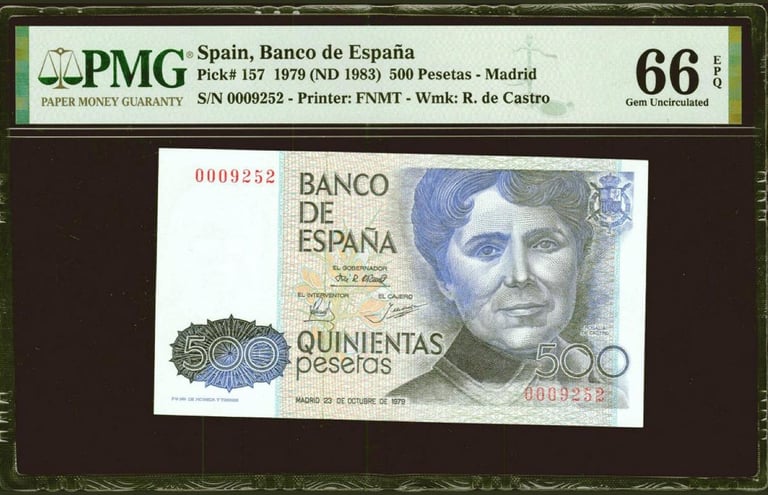 PMG
PAPER MONEY GUARANTY
Spain, Banco de España
Pick# 157 1979 (ND 1983) 500 Pesetas - Madrid
S/N 0009252 - Printer: FNMT - Wmk: R. de Castro
66 EPQ
Gem Uncirculated
0009252
BANCO
DE
ESPAÑA
EL GOBERNADOR
EL INTERVENTOR EL CAJERO
500
QUINIENTAS
pesetas
500
0009252
MADRID 23 DE OCTUBRE DE 1979